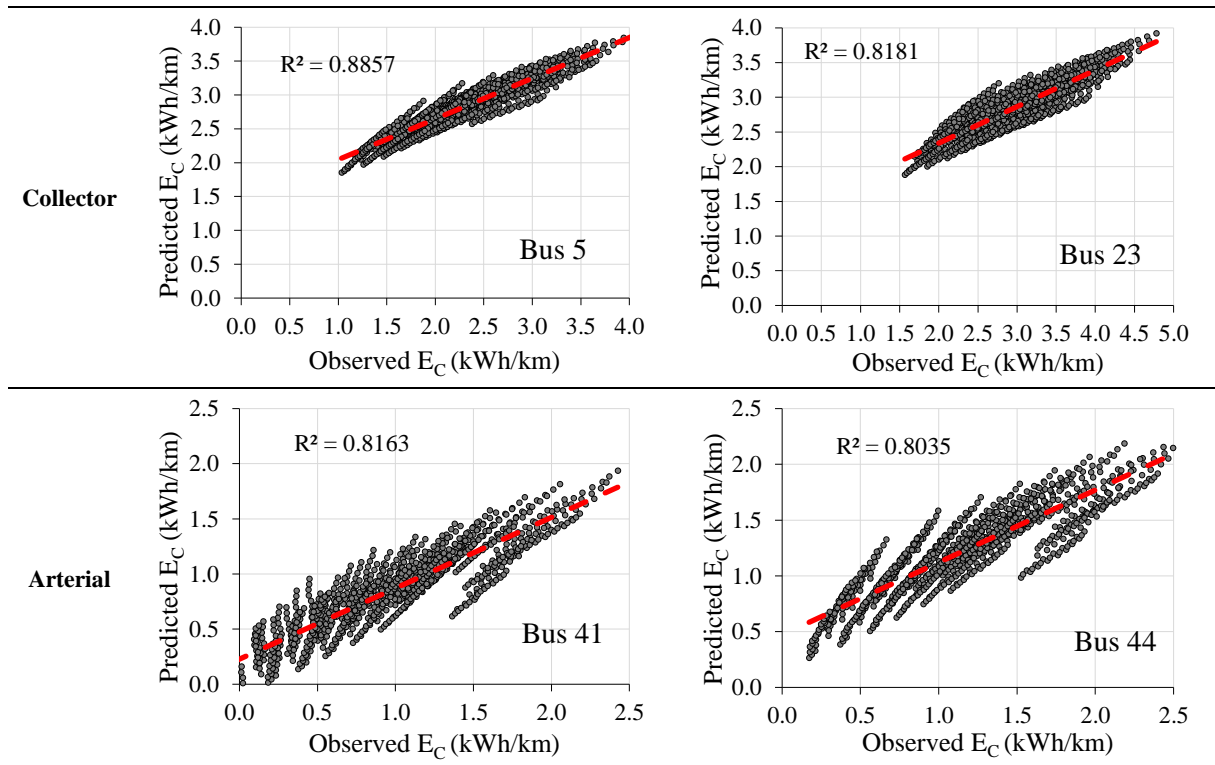 Collector
R² = 0.8857
Bus 5
Predicted E_C (kWh/km)
4.0
3.5
3.0
2.5
2.0
1.5
1.0
0.5
0.0
0.0 0.5 1.0 1.5 2.0 2.5 3.0 3.5 4.0
Observed E_C (kWh/km)
R² = 0.8181
Bus 23
Predicted E_C (kWh/km)
4.0
3.5
3.0
2.5
2.0
1.5
1.0
0.5
0.0
0.0 0.5 1.0 1.5 2.0 2.5 3.0 3.5 4.0 4.5 5.0
Observed E_C (kWh/km)
Arterial
R² = 0.8163
Bus 41
Predicted E_C (kWh/km)
2.5
2.0
1.5
1.0
0.5
0.0
0.0 0.5 1.0 1.5 2.0 2.5
Observed E_C (kWh/km)
R² = 0.8035
Bus 44
Predicted E_C (kWh/km)
2.5
2.0
1.5
1.0
0.5
0.0
0.0 0.5 1.0 1.5 2.0 2.5
Observed E_C (kWh/km)